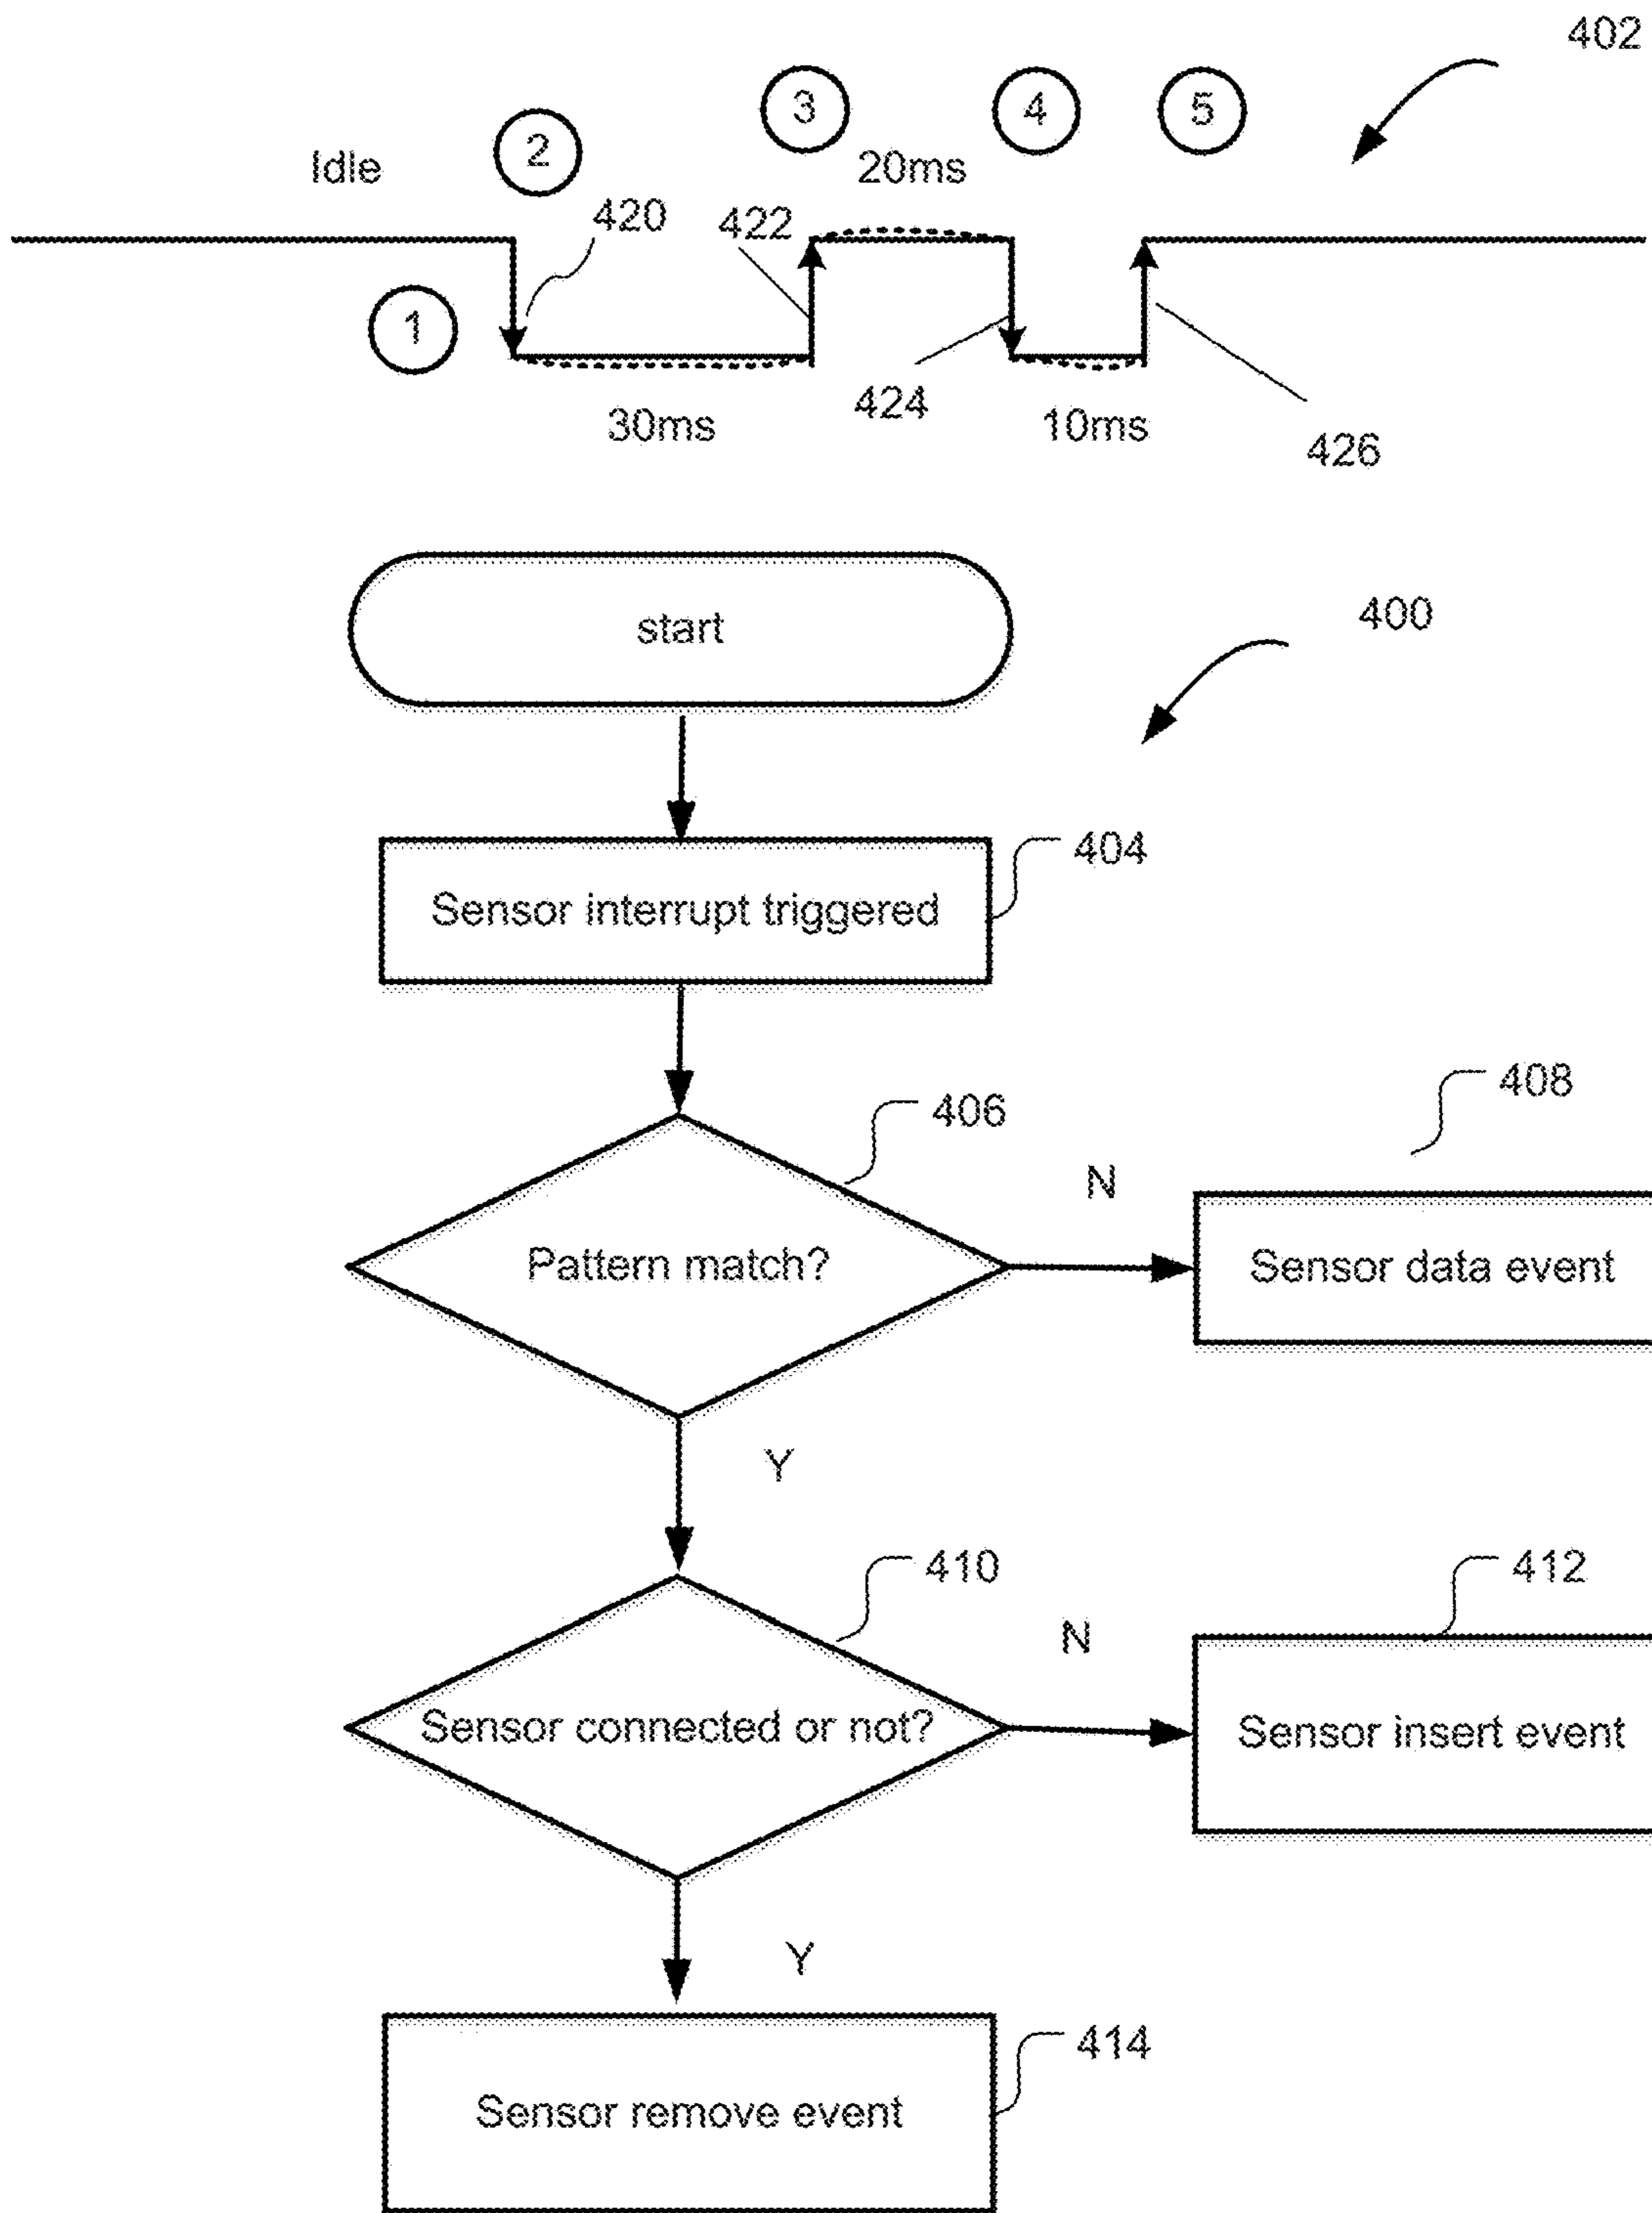 402
3
4
5
2
Idle
20ms
420
422
1
424
30ms
10ms
426
start
400
404
Sensor interrupt triggered
408
406
N
Pattern match?
Sensor data event
Y
410
412
N
Sensor connected or not?
Sensor insert event
Y
414
Sensor remove event